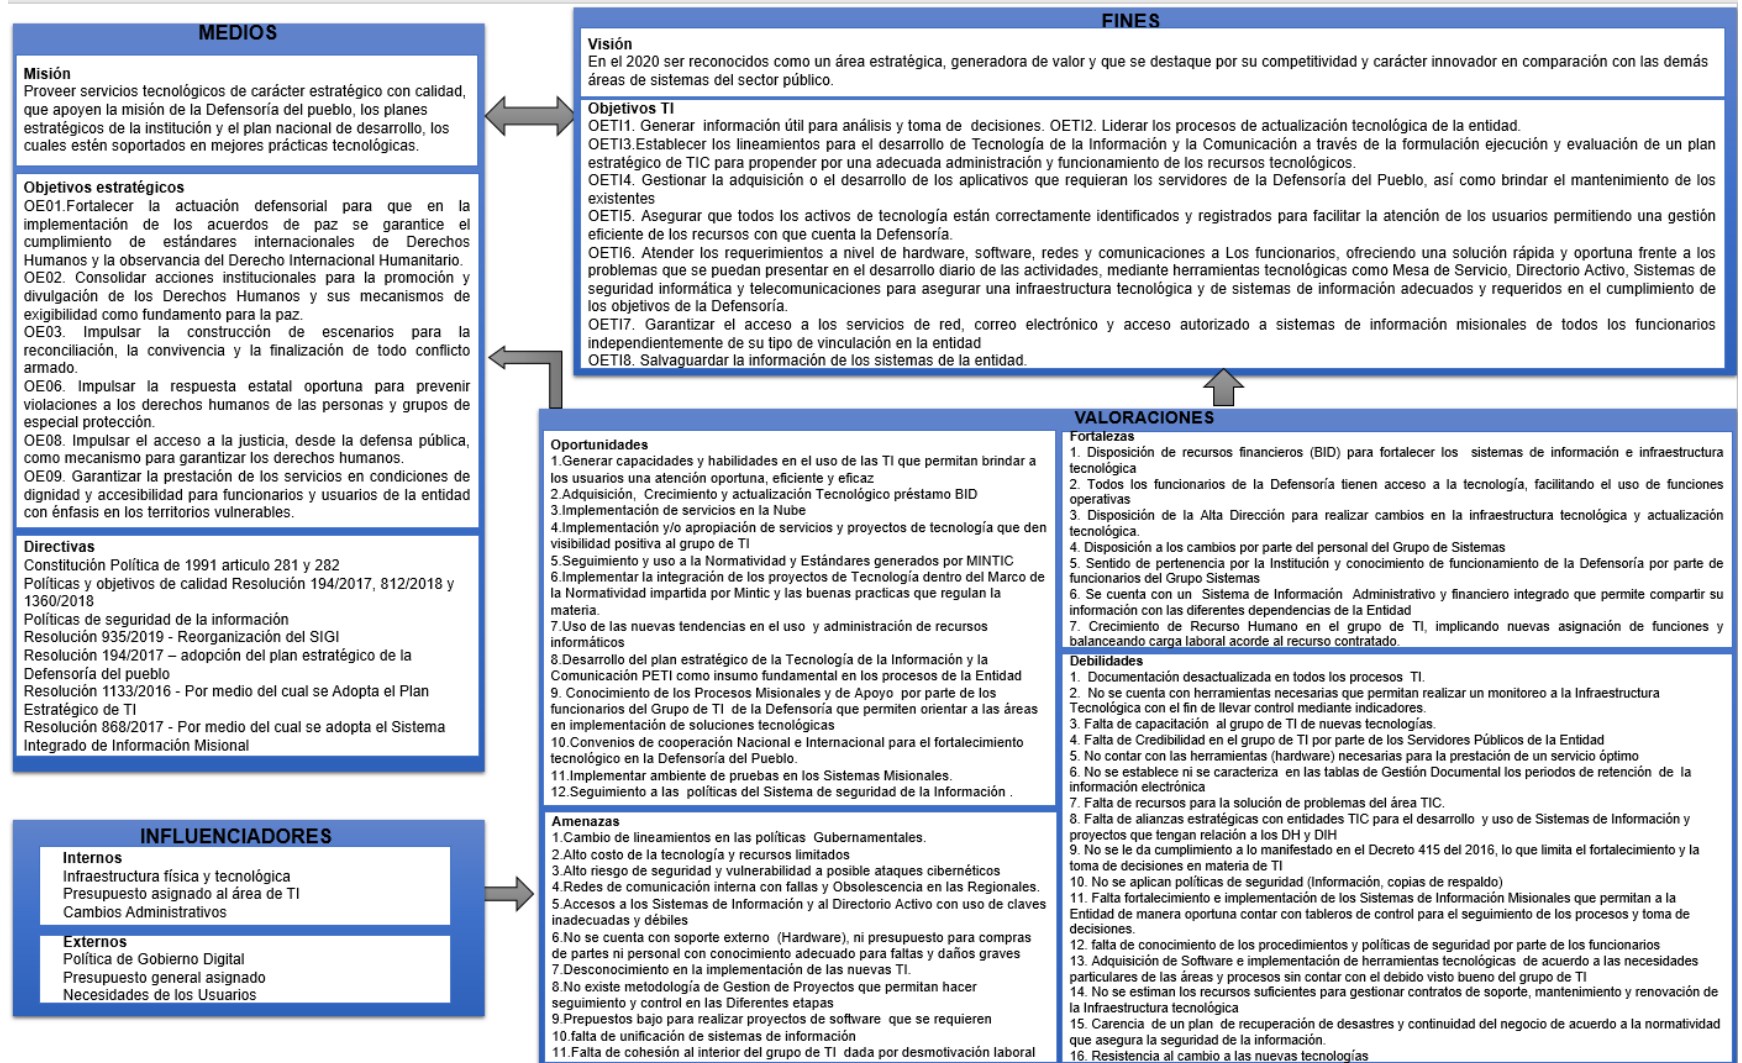 MEDIOS
Misión
Proveer servicios tecnológicos de carácter estratégico con calidad,
que apoyen la misión de la Defensoría del pueblo, los planes
estratégicos de la institución y el plan nacional de desarrollo, los
cuales estén soportados en mejores prácticas tecnológicas.
Objetivos estratégicos
OE01.Fortalecer la actuación defensorial para que en la
implementación de los acuerdos de paz se garantice el
cumplimiento de estándares internacionales de Derechos
Humanos y la observancia del Derecho Internacional Humanitario.
OE02. Consolidar acciones institucionales para la promoción y
divulgación de los Derechos Humanos y sus mecanismos de
exigibilidad como fundamento para la paz.
OE03. Impulsar la construcción de escenarios para la
reconciliación, la convivencia y la finalización de todo conflicto
armado.
OE06. Impulsar la respuesta estatal oportuna para prevenir
violaciones a los derechos humanos de las personas y grupos de
especial protección.
OE08. Impulsar el acceso a la justicia, desde la defensa pública,
como mecanismo para garantizar los derechos humanos.
OE09. Garantizar la prestación de los servicios en condiciones de
dignidad y accesibilidad para funcionarios y usuarios de la entidad
con énfasis en los territorios vulnerables.
Directivas
Constitución Política de 1991 articulo 281 y 282
Políticas y objetivos de calidad Resolución 194/2017, 812/2018 y
1360/2018
Políticas de seguridad de la información
Resolución 935/2019 - Reorganización del SIGI
Resolución 194/2017 – adopción del plan estratégico de la
Defensoría del pueblo
Resolución 1133/2016 - Por medio del cual se Adopta el Plan
Estratégico de TI
Resolución 868/2017 - Por medio del cual se adopta el Sistema
Integrado de Información Misional
INFLUENCIADORES
Internos
Infraestructura física y tecnológica
Presupuesto asignado al área de TI
Cambios Administrativos
Externos
Política de Gobierno Digital
Presupuesto general asignado
Necesidades de los Usuarios
FINES
Visión
En el 2020 ser reconocidos como un área estratégica, generadora de valor y que se destaque por su competitividad y carácter innovador en comparación con las demás
áreas de sistemas del sector público.
Objetivos TI
OETI1. Generar información útil para análisis y toma de decisiones. OETI2. Liderar los procesos de actualización tecnológica de la entidad.
OETI3.Establecer los lineamientos para el desarrollo de Tecnología de la Información y la Comunicación a través de la formulación ejecución y evaluación de un plan
estratégico de TIC para propender por una adecuada administración y funcionamiento de los recursos tecnológicos.
OETI4. Gestionar la adquisición o el desarrollo de los aplicativos que requieran los servidores de la Defensoría del Pueblo, así como brindar el mantenimiento de los
existentes
OETI5. Asegurar que todos los activos de tecnología están correctamente identificados y registrados para facilitar la atención de los usuarios permitiendo una gestión
eficiente de los recursos con que cuenta la Defensoría.
OETI6. Atender los requerimientos a nivel de hardware, software, redes y comunicaciones a Los funcionarios, ofreciendo una solución rápida y oportuna frente a los
problemas que se puedan presentar en el desarrollo diario de las actividades, mediante herramientas tecnológicas como Mesa de Servicio, Directorio Activo, Sistemas de
seguridad informática y telecomunicaciones para asegurar una infraestructura tecnológica y de sistemas de información adecuados y requeridos en el cumplimiento de
los objetivos de la Defensoría.
OETI7. Garantizar el acceso a los servicios de red, correo electrónico y acceso autorizado a sistemas de información misionales de todos los funcionarios
independientemente de su tipo de vinculación en la entidad
OETI8. Salvaguardar la información de los sistemas de la entidad.
VALORACIONES
Oportunidades
1.Generar capacidades y habilidades en el uso de las TI que permitan brindar a
los usuarios una atención oportuna, eficiente y eficaz
2.Adquisición, Crecimiento y actualización Tecnológico préstamo BID
3.Implementación de servicios en la Nube
4.Implementación y/o apropiación de servicios y proyectos de tecnología que den
visibilidad positiva al grupo de TI
5.Seguimiento y uso a la Normatividad y Estándares generados por MINTIC
6.Implementar la integración de los proyectos de Tecnología dentro del Marco de
la Normatividad impartida por Mintic y las buenas practicas que regulan la
materia.
7.Uso de las nuevas tendencias en el uso y administración de recursos
informáticos
8.Desarrollo del plan estratégico de la Tecnología de la Información y la
Comunicación PETI como insumo fundamental en los procesos de la Entidad
9. Conocimiento de los Procesos Misionales y de Apoyo por parte de los
funcionarios del Grupo de TI de la Defensoría que permiten orientar a las áreas
en implementación de soluciones tecnológicas
10.Convenios de cooperación Nacional e Internacional para el fortalecimiento
tecnológico en la Defensoría del Pueblo.
11.Implementar ambiente de pruebas en los Sistemas Misionales.
12.Seguimiento a las políticas del Sistema de seguridad de la Información .
Amenazas
1.Cambio de lineamientos en las políticas Gubernamentales.
2.Alto costo de la tecnología y recursos limitados
3.Alto riesgo de seguridad y vulnerabilidad a posible ataques cibernéticos
4.Redes de comunicación interna con fallas y Obsolescencia en las Regionales.
5.Accesos a los Sistemas de Información y al Directorio Activo con uso de claves
inadecuadas y débiles
6.No se cuenta con soporte externo (Hardware), ni presupuesto para compras
de partes ni personal con conocimiento adecuado para faltas y daños graves
7.Desconocimiento en la implementación de las nuevas TI.
8.No existe metodología de Gestion de Proyectos que permitan hacer
seguimiento y control en las Diferentes etapas
9.Prepuestos bajo para realizar proyectos de software que se requieren
10.falta de unificación de sistemas de información
11.Falta de cohesión al interior del grupo de TI dada por desmotivación laboral
Fortalezas
1. Disposición de recursos financieros (BID) para fortalecer los sistemas de información e infraestructura
tecnológica
2. Todos los funcionarios de la Defensoría tienen acceso a la tecnología, facilitando el uso de funciones
operativas
3. Disposición de la Alta Dirección para realizar cambios en la infraestructura tecnológica y actualización
tecnológica.
4. Disposición a los cambios por parte del personal del Grupo de Sistemas
5. Sentido de pertenencia por la Institución y conocimiento de funcionamiento de la Defensoría por parte de
funcionarios del Grupo Sistemas
6. Se cuenta con un Sistema de Información Administrativo y financiero integrado que permite compartir su
información con las diferentes dependencias de la Entidad
7. Crecimiento de Recurso Humano en el grupo de TI, implicando nuevas asignación de funciones y
balanceando carga laboral acorde al recurso contratado.
Debilidades
1. Documentación desactualizada en todos los procesos TI.
2. No se cuenta con herramientas necesarias que permitan realizar un monitoreo a la Infraestructura
Tecnológica con el fin de llevar control mediante indicadores.
3. Falta de capacitación al grupo de TI de nuevas tecnologías.
4. Falta de Credibilidad en el grupo de TI por parte de los Servidores Públicos de la Entidad
5. No contar con las herramientas (hardware) necesarias para la prestación de un servicio óptimo
6. No se establece ni se caracteriza en las tablas de Gestión Documental los periodos de retención de la
información electrónica
7. Falta de recursos para la solución de problemas del área TIC.
8. Falta de alianzas estratégicas con entidades TIC para el desarrollo y uso de Sistemas de Información y
proyectos que tengan relación a los DH y DIH
9. No se le da cumplimiento a lo manifestado en el Decreto 415 del 2016, lo que limita el fortalecimiento y la
toma de decisiones en materia de TI
10. No se aplican políticas de seguridad (Información, copias de respaldo)
11. Falta fortalecimiento e implementación de los Sistemas de Información Misionales que permitan a la
Entidad de manera oportuna contar con tableros de control para el seguimiento de los procesos y toma de
decisiones.
12. falta de conocimiento de los procedimientos y políticas de seguridad por parte de los funcionarios
13. Adquisición de Software e implementación de herramientas tecnológicas de acuerdo a las necesidades
particulares de las áreas y procesos sin contar con el debido visto bueno del grupo de TI
14. No se estiman los recursos suficientes para gestionar contratos de soporte, mantenimiento y renovación de
la Infraestructura tecnológica
15. Carencia de un plan de recuperación de desastres y continuidad del negocio de acuerdo a la normatividad
que asegura la seguridad de la información.
16. Resistencia al cambio a las nuevas tecnologías